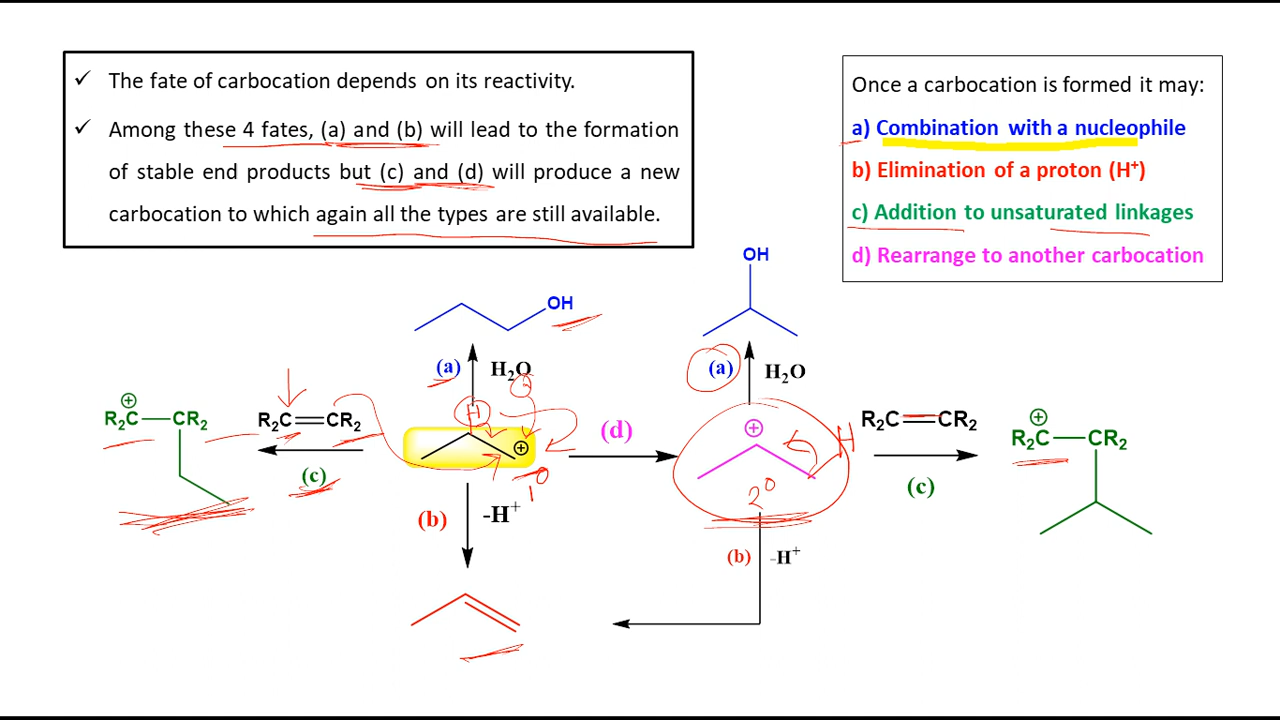 ✓ The fate of carbocation depends on its reactivity.
✓ Among these 4 fates, (a) and (b) will lead to the formation
of stable end products but (c) and (d) will produce a new
carbocation to which again all the types are still available.
Once a carbocation is formed it may:
a) Combination with a nucleophile
b) Elimination of a proton (H⁺)
c) Addition to unsaturated linkages
d) Rearrange to another carbocation
OH
OH
(a) H₂O
(a) H₂O
⊕
R₂C—CR₂
R₂C=CR₂
(c)
H
⊕
1°
(d)
⊕
H
2°
R₂C=CR₂
(c)
⊕
R₂C—CR₂
(b) -H⁺
(b) -H⁺